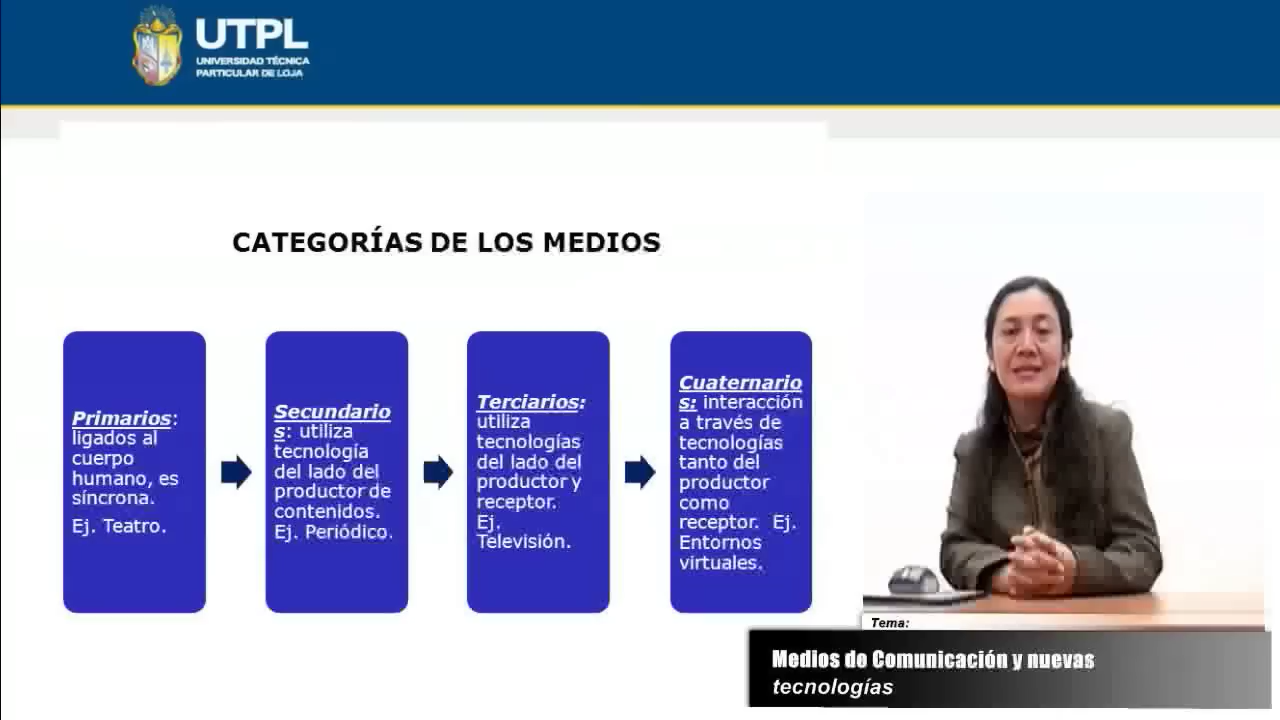 UTPL
UNIVERSIDAD TÉCNICA
PARTICULAR DE LOJA
CATEGORÍAS DE LOS MEDIOS
Primarios:
ligados al
cuerpo
humano, es
síncrona.
Ej. Teatro.
Secundario
s: utiliza
tecnología
del lado del
productor de
contenidos.
Ej. Periódico.
Terciarios:
utiliza
tecnologías
del lado del
productor y
receptor.
Ej.
Televisión.
Cuaternario
s: interacción
a través de
tecnologías
tanto del
productor
como
receptor. Ej.
Entornos
virtuales.
Tema:
Medios de Comunicación y nuevas
tecnologías